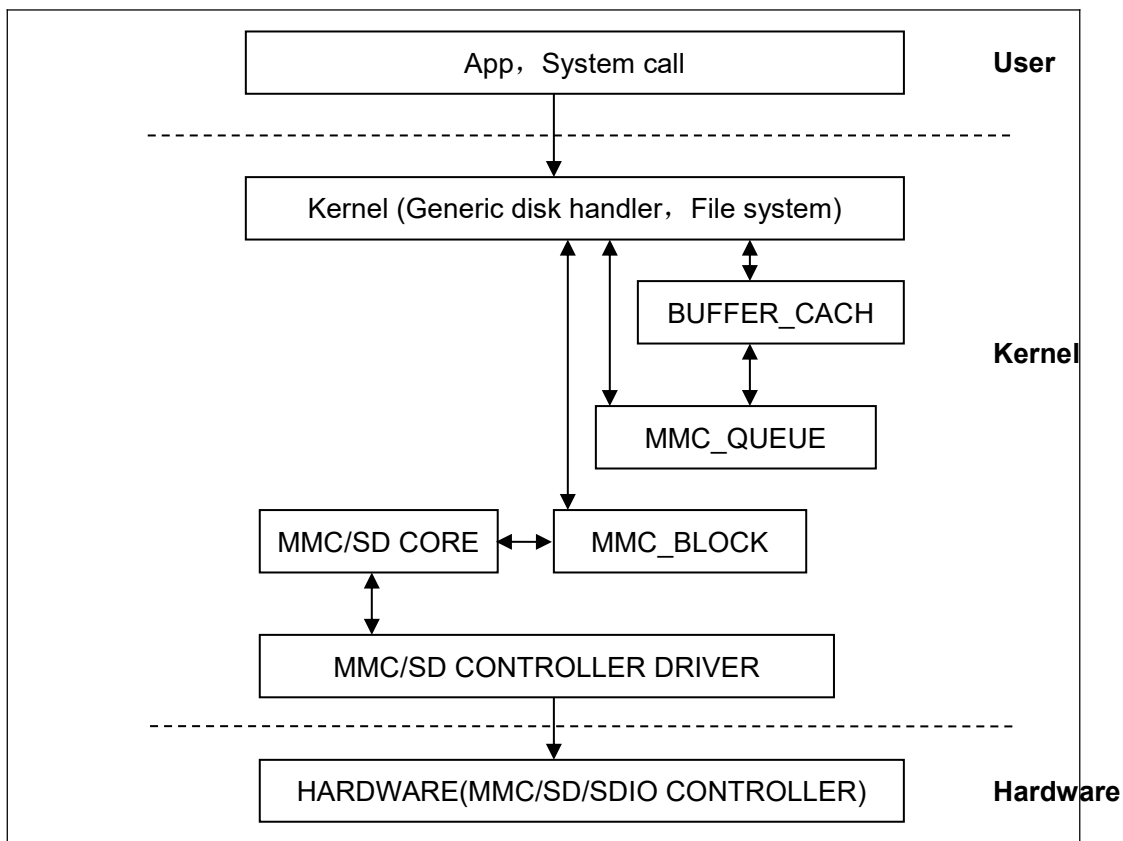 App，System call
User
Kernel (Generic disk handler，File system)
BUFFER_CACH
Kernel
MMC_QUEUE
MMC/SD CORE
MMC_BLOCK
MMC/SD CONTROLLER DRIVER
HARDWARE(MMC/SD/SDIO CONTROLLER)
Hardware